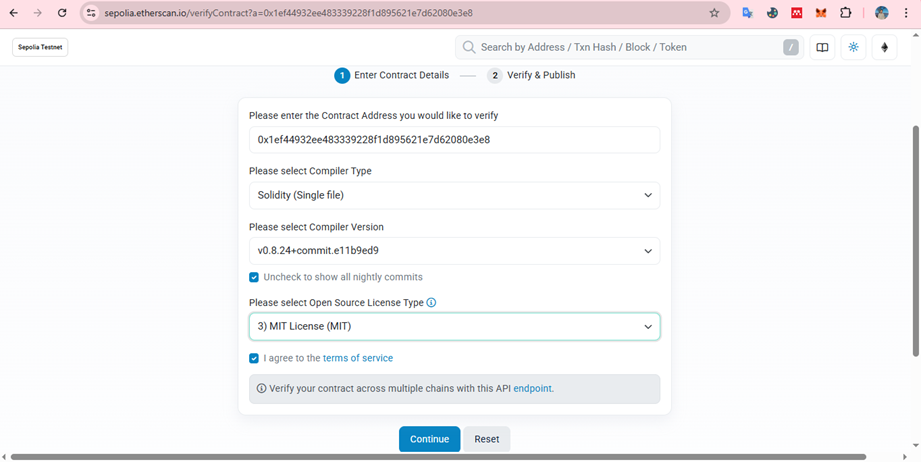 sepolia.etherscan.io/verifyContract?a=0x1ef44932ee483339228f1d895621e7d62080e3e8
Sepolia Testnet
Search by Address / Txn Hash / Block / Token
/
1 Enter Contract Details
2 Verify & Publish
Please enter the Contract Address you would like to verify
0x1ef44932ee483339228f1d895621e7d62080e3e8
Please select Compiler Type
Solidity (Single file)
Please select Compiler Version
v0.8.24+commit.e11b9ed9
Uncheck to show all nightly commits
Please select Open Source License Type
3) MIT License (MIT)
I agree to the terms of service
Verify your contract across multiple chains with this API endpoint.
Continue
Reset